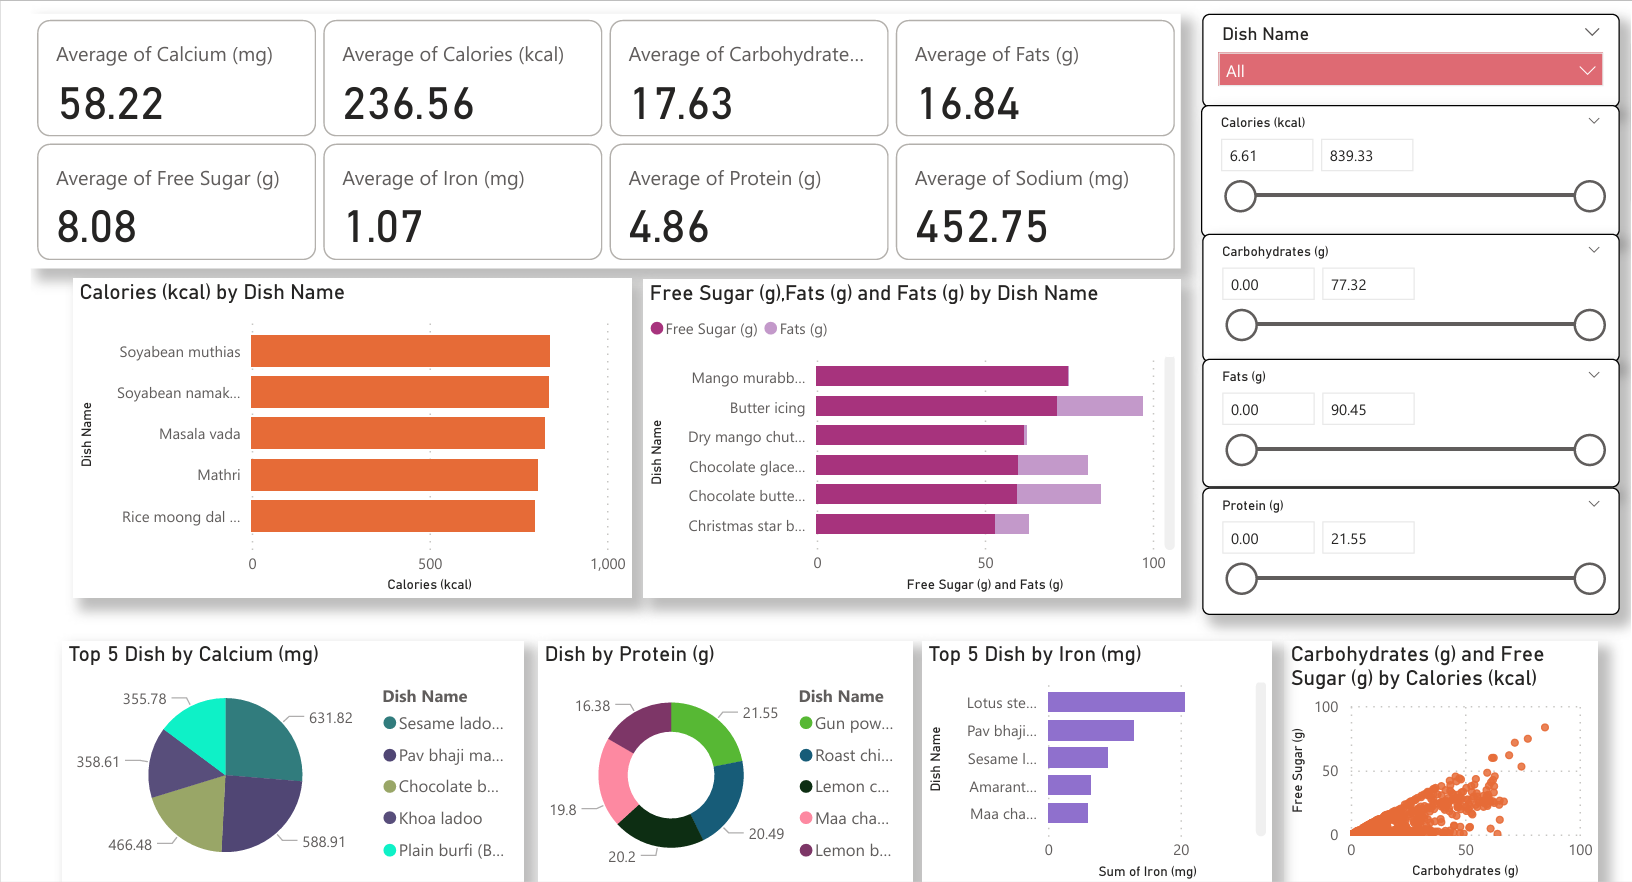 Average of Calcium (mg)
58.22
Average of Calories (kcal)
236.56
Average of Carbohydrate...
17.63
Average of Fats (g)
16.84
Average of Free Sugar (g)
8.08
Average of Iron (mg)
1.07
Average of Protein (g)
4.86
Average of Sodium (mg)
452.75
Dish Name
All
Calories (kcal)
6.61
839.33
Carbohydrates (g)
0.00
77.32
Fats (g)
0.00
90.45
Protein (g)
0.00
21.55
Calories (kcal) by Dish Name
Dish Name
Soyabean muthias
Soyabean namak...
Masala vada
Mathri
Rice moong dal ...
0
500
1,000
Calories (kcal)
Free Sugar (g),Fats (g) and Fats (g) by Dish Name
Free Sugar (g)
Fats (g)
Dish Name
Mango murabb...
Butter icing
Dry mango chut...
Chocolate glace...
Chocolate butte...
Christmas star b...
0
50
100
Free Sugar (g) and Fats (g)
Top 5 Dish by Calcium (mg)
355.78
631.82
358.61
466.48
588.91
Dish Name
Sesame lado...
Pav bhaji ma...
Chocolate b...
Khoa ladoo
Plain burfi (B...
Dish by Protein (g)
16.38
21.55
19.8
20.2
20.49
Dish Name
Gun pow...
Roast chi...
Lemon c...
Maa cha...
Lemon b...
Top 5 Dish by Iron (mg)
Dish Name
Lotus ste...
Pav bhaji...
Sesame l...
Amarant...
Maa cha...
0
20
Sum of Iron (mg)
Carbohydrates (g) and Free
Sugar (g) by Calories (kcal)
Free Sugar (g)
100
50
0
0
50
100
Carbohydrates (g)